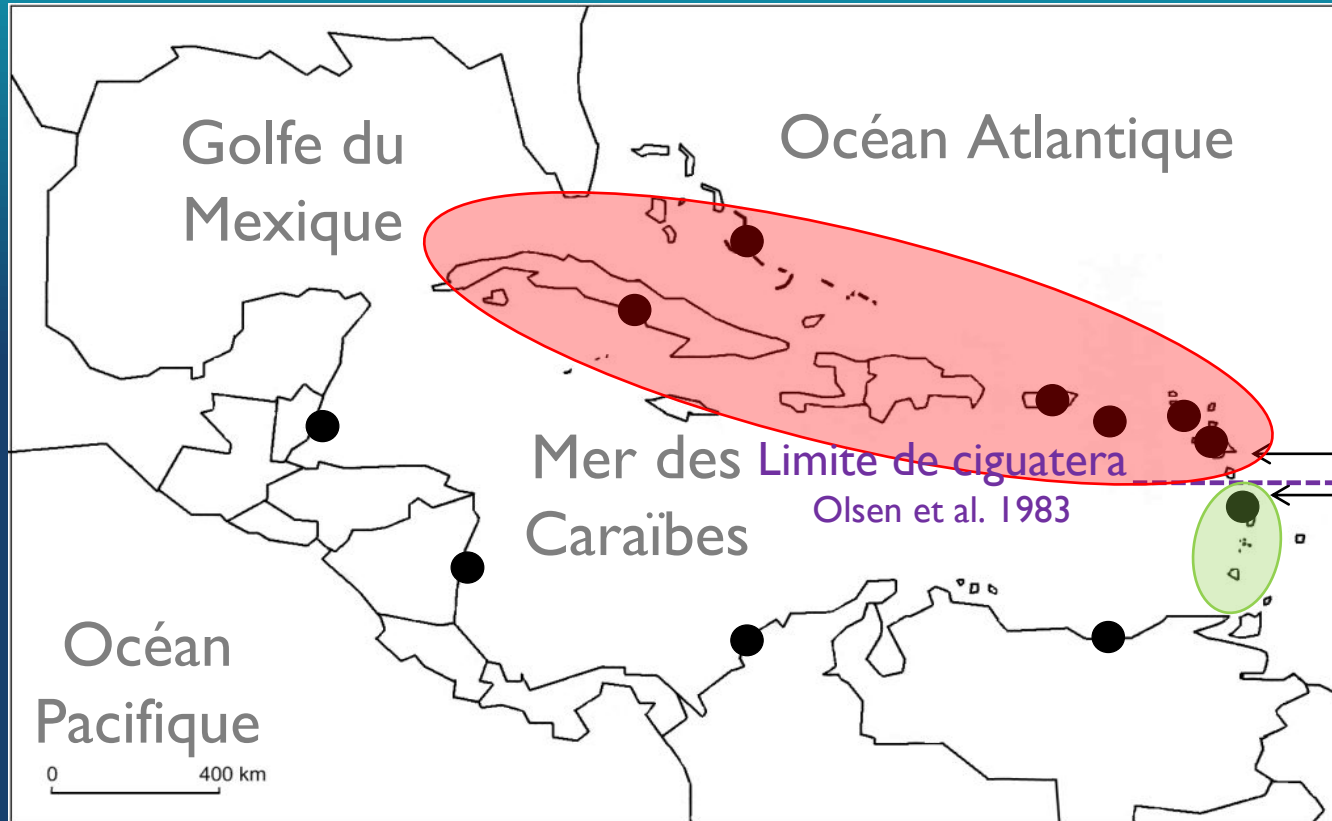 Golfe du
Mexique
Océan Atlantique
Mer des
Caraïbes
Limite de ciguatera
Olsen et al. 1983
Océan
Pacifique
0 400 km